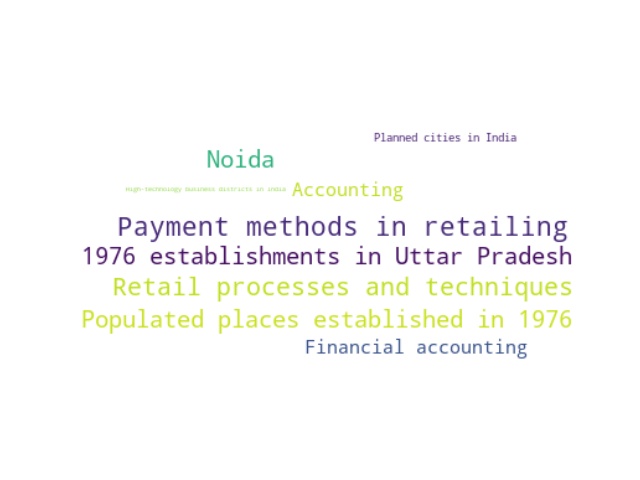 Planned cities in India
Noida
High-technology business districts in India
Accounting
Payment methods in retailing
1976 establishments in Uttar Pradesh
Retail processes and techniques
Populated places established in 1976
Financial accounting